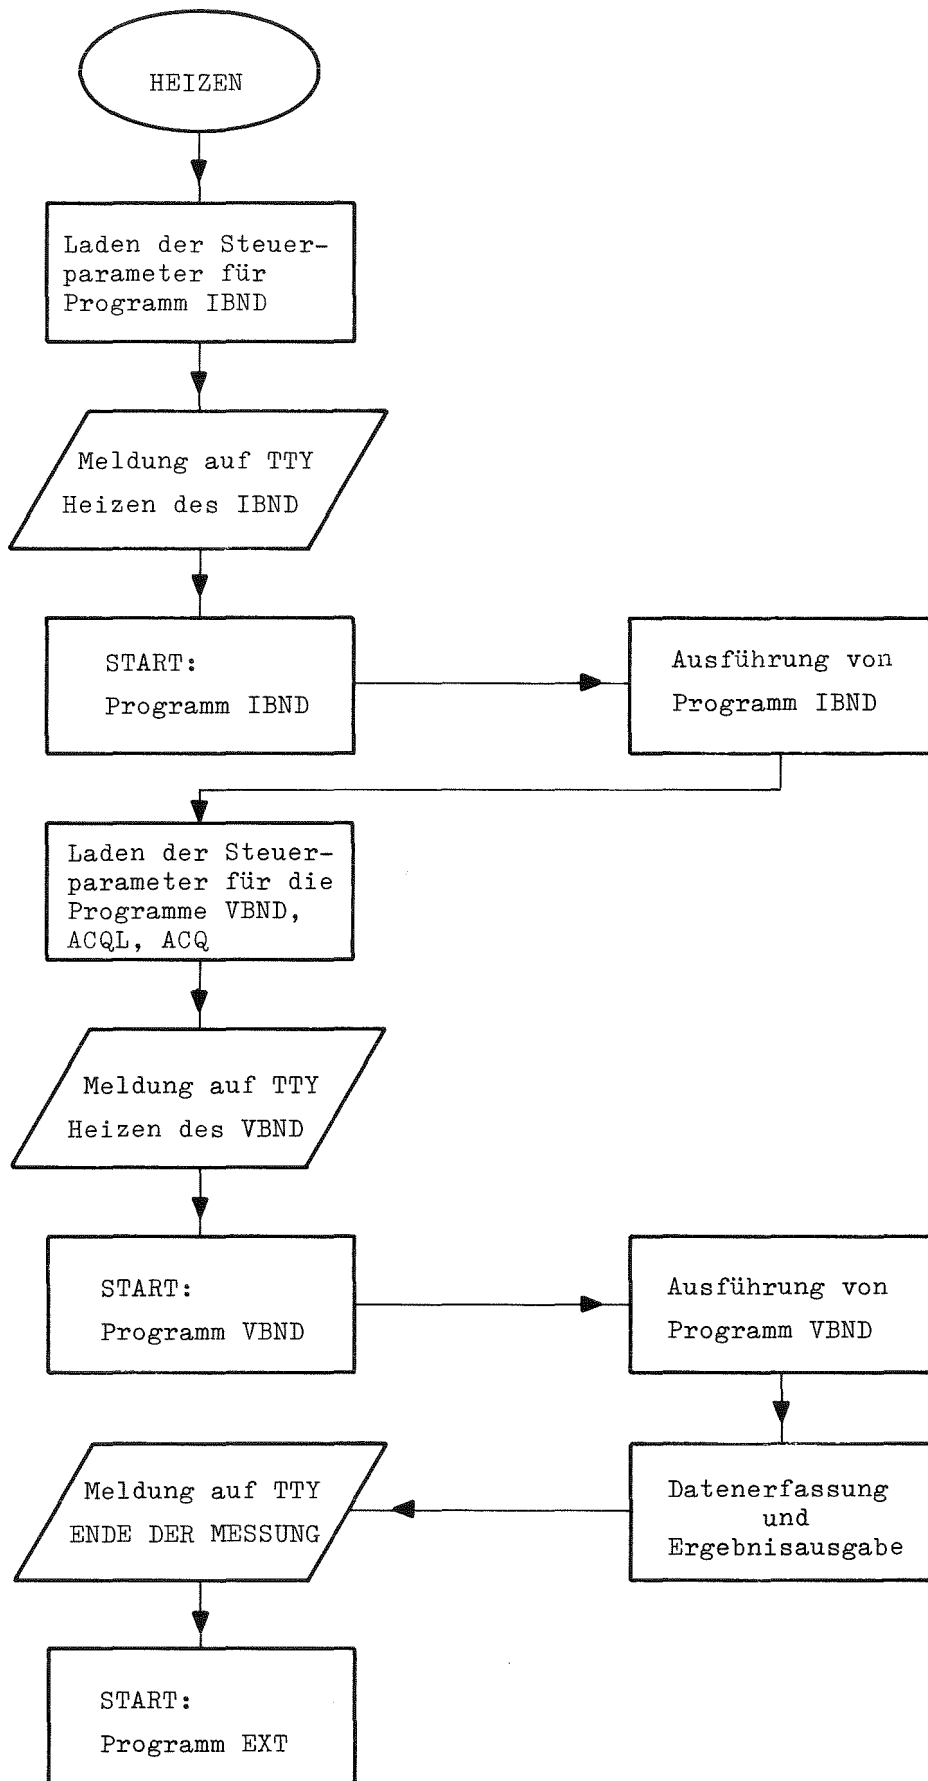 HEIZEN
Laden der Steuer-
parameter für
Programm IBND
Meldung auf TTY
Heizen des IBND
START:
Programm IBND
Ausführung von
Programm IBND
Laden der Steuer-
parameter für die
Programme VBND,
ACQL, ACQ
Meldung auf TTY
Heizen des VBND
START:
Programm VBND
Ausführung von
Programm VBND
Datenerfassung
und
Ergebnisausgabe
Meldung auf TTY
ENDE DER MESSUNG
START:
Programm EXT